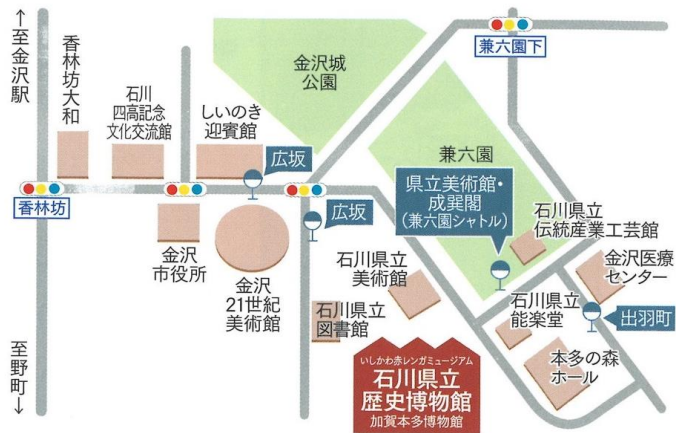 ↑至金沢駅
香林坊大和
石川
四高記念
文化交流館
しいのき
迎賓館
金沢城
公園
兼六園下
広坂
兼六園
県立美術館・
成巽閣
(兼六園シャトル)
石川県立
伝統産業工芸館
香林坊
広坂
金沢
市役所
金沢
21世紀
美術館
石川県立
美術館
石川県立
図書館
金沢医療
センター
石川県立
能楽堂
出羽町
本多の森
ホール
至野町↓
いしかわ赤レンガミュージアム
石川県立
歴史博物館
加賀本多博物館